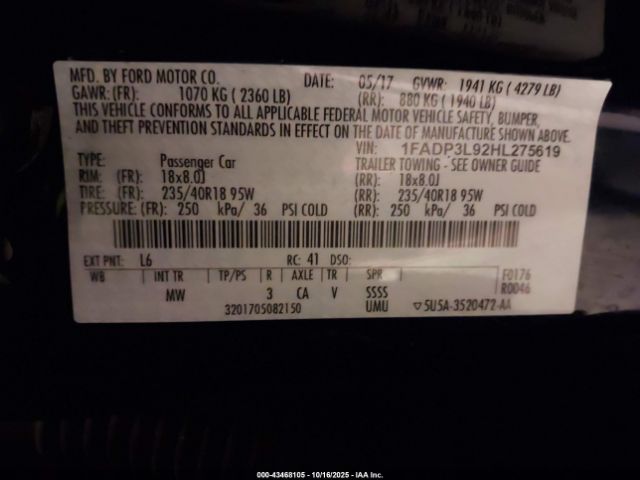 MFD. BY FORD MOTOR CO. DATE: 05/17 GVWR: 1941 KG ( 4279 LB)
GAWR: (FR): 1070 KG ( 2360 LB) (RR): 880 KG ( 1940 LB)
THIS VEHICLE CONFORMS TO ALL APPLICABLE FEDERAL MOTOR VEHICLE SAFETY, BUMPER,
AND THEFT PREVENTION STANDARDS IN EFFECT ON THE DATE OF MANUFACTURE SHOWN ABOVE.
VIN: 1FADP3L92HL275619
TYPE: Passenger Car TRAILER TOWING - SEE OWNER GUIDE
RIM: (FR): 18x8.0J (RR): 18x8.0J
TIRE: (FR): 235/40R18 95W (RR): 235/40R18 95W
PRESSURE: (FR): 250 kPa/ 36 PSI COLD (RR): 250 kPa/ 36 PSI COLD
EXT PNT: L6 RC: 41 DSO:
WB INT TR TP/PS R AXLE TR SPR F0176
MW 3 CA V SSSS R0046
3201705082150 UMU ▽5U5A-3520472-AA
000-43468105 - 10/16/2025 - IAA Inc.